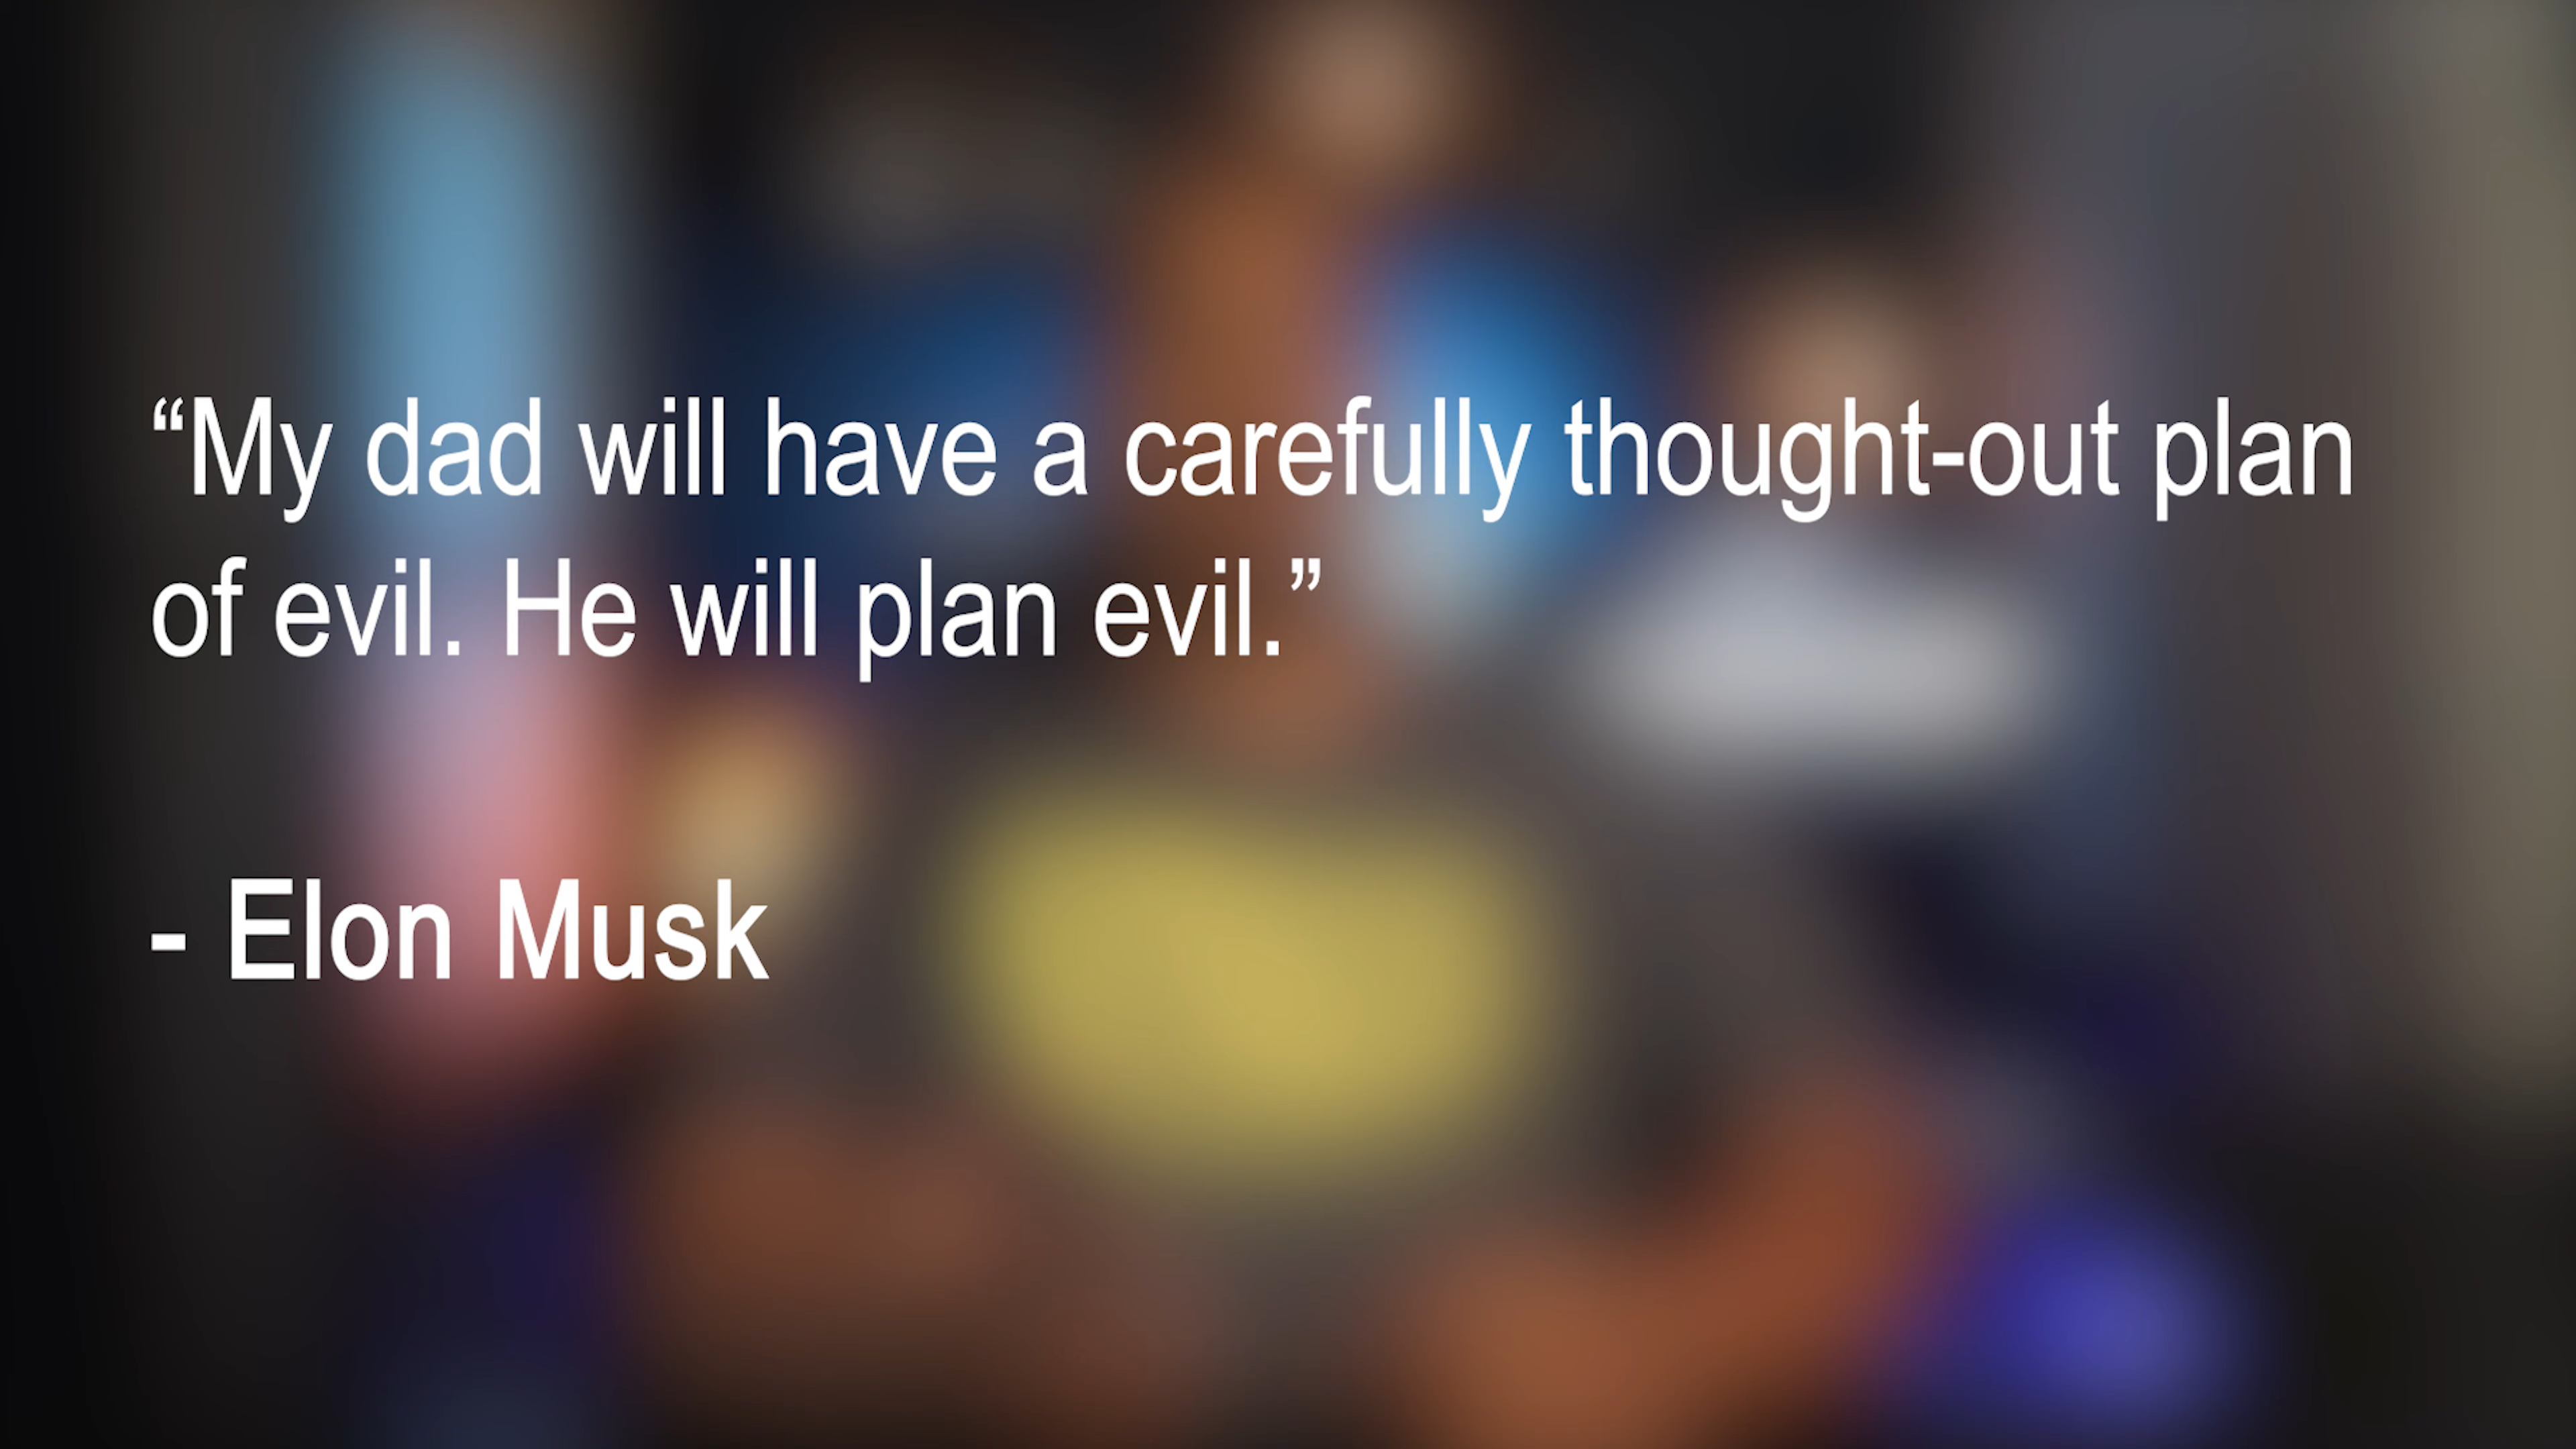 “My dad will have a carefully thought-out plan
of evil. He will plan evil.”
- Elon Musk